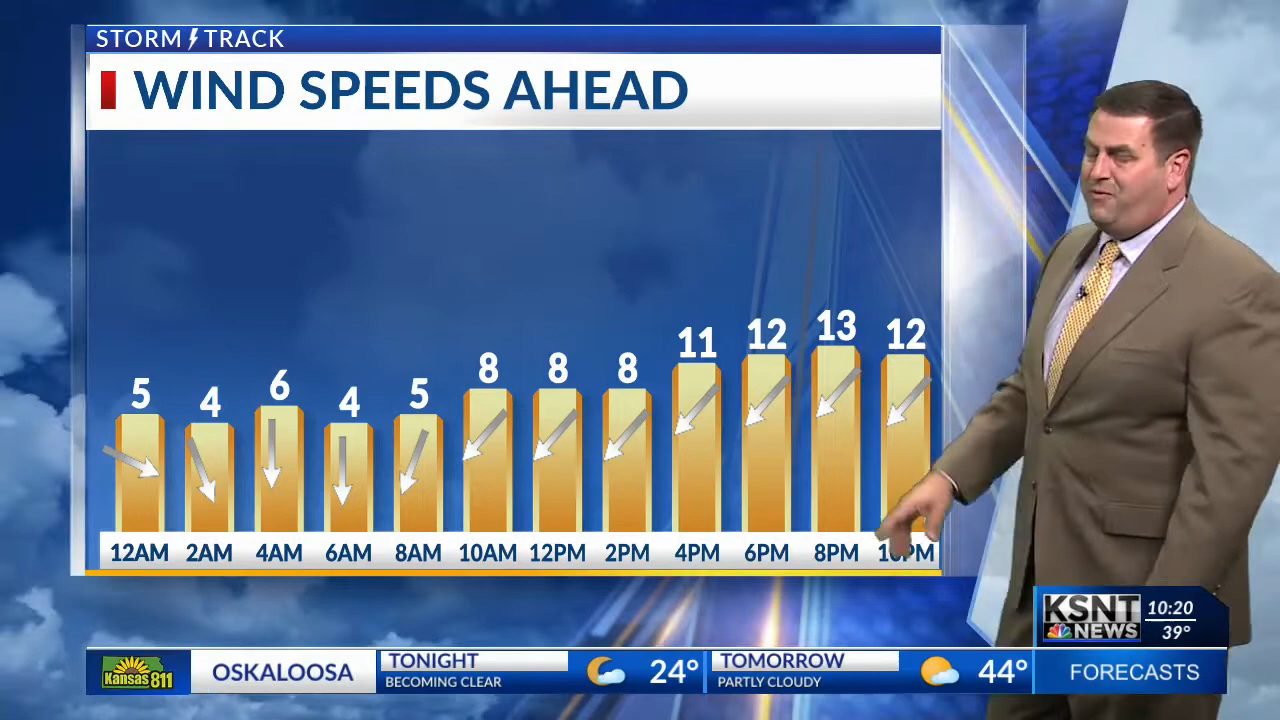 STORM TRACK
WIND SPEEDS AHEAD
5 4 6 4 5 8 8 8 11 12 13 12
12AM 2AM 4AM 6AM 8AM 10AM 12PM 2PM 4PM 6PM 8PM 10PM
KSNT
NEWS
10:20
39°
Kansas 811
OSKALOOSA
TONIGHT
BECOMING CLEAR
24°
TOMORROW
PARTLY CLOUDY
44°
FORECASTS